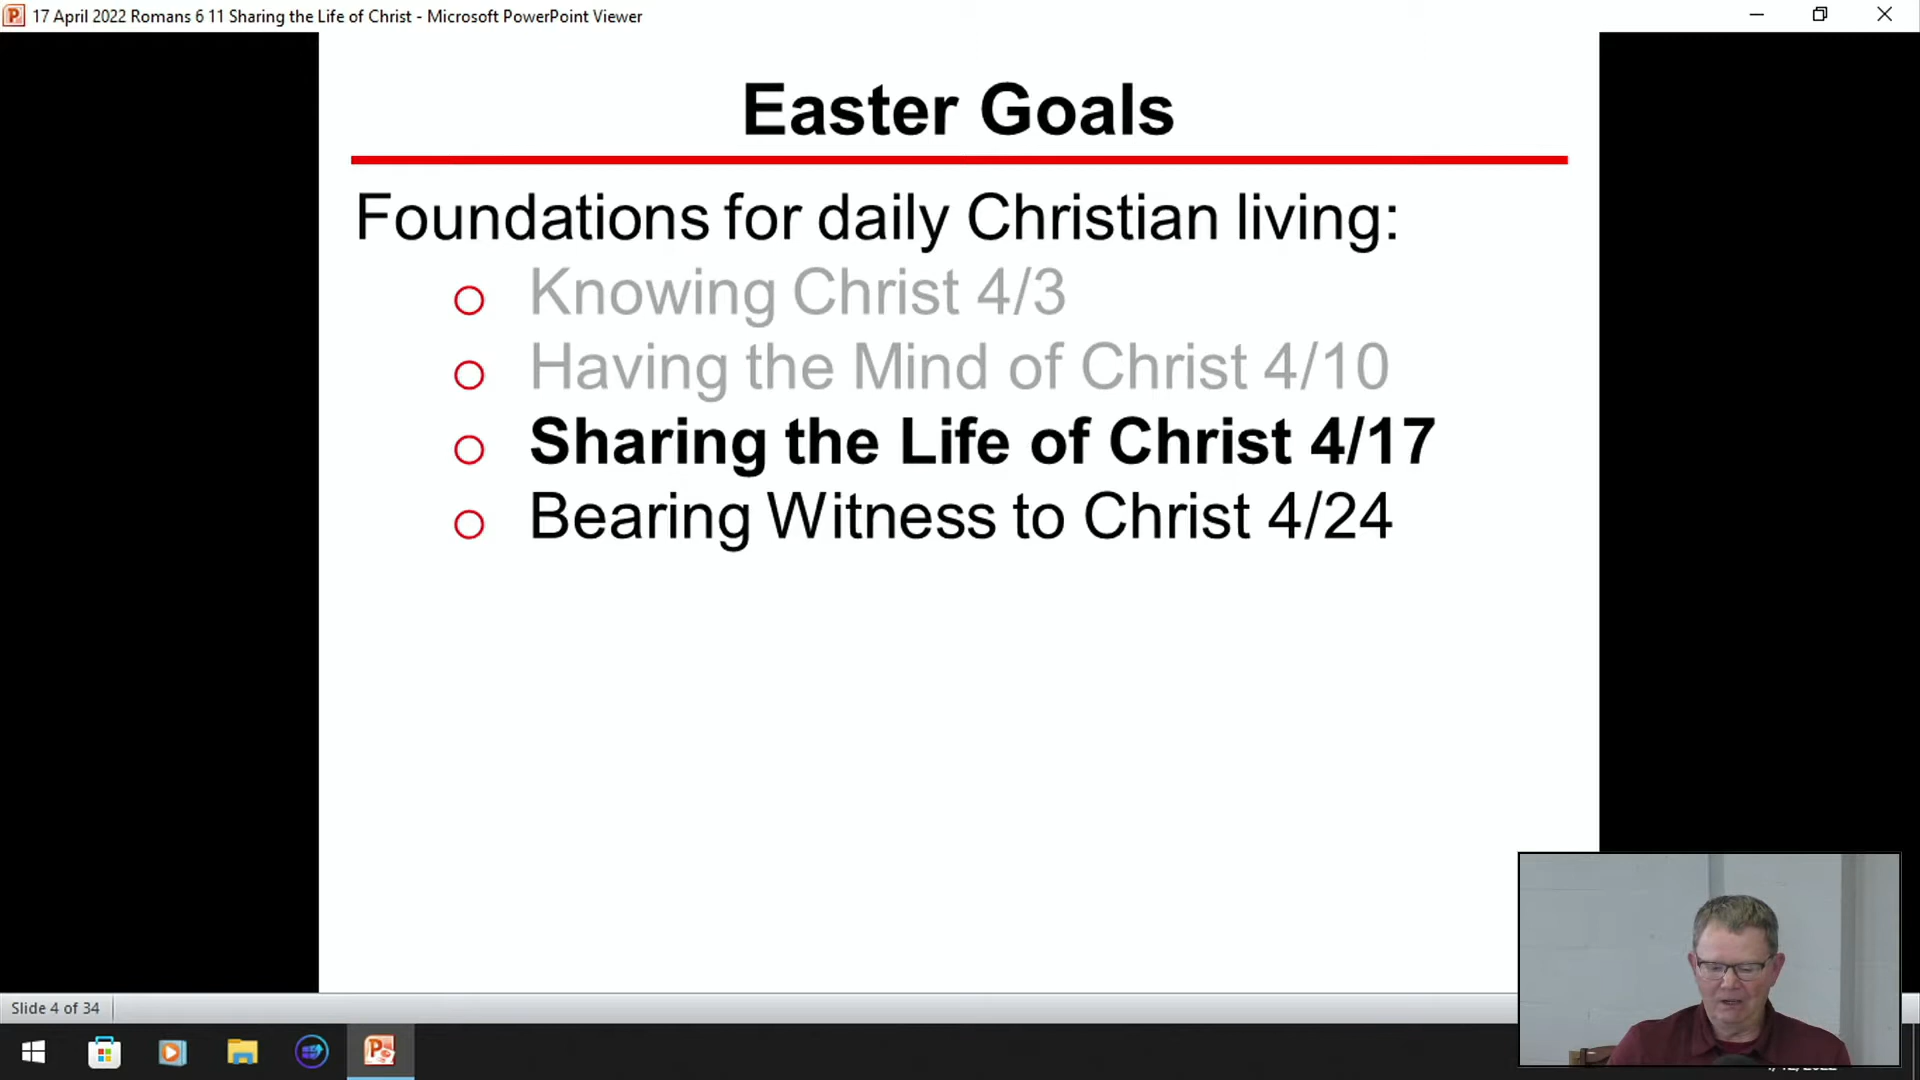 17 April 2022 Romans 6 11 Sharing the Life of Christ - Microsoft PowerPoint Viewer
Easter Goals
Foundations for daily Christian living:
Knowing Christ 4/3
Having the Mind of Christ 4/10
Sharing the Life of Christ 4/17
Bearing Witness to Christ 4/24
Slide 4 of 34